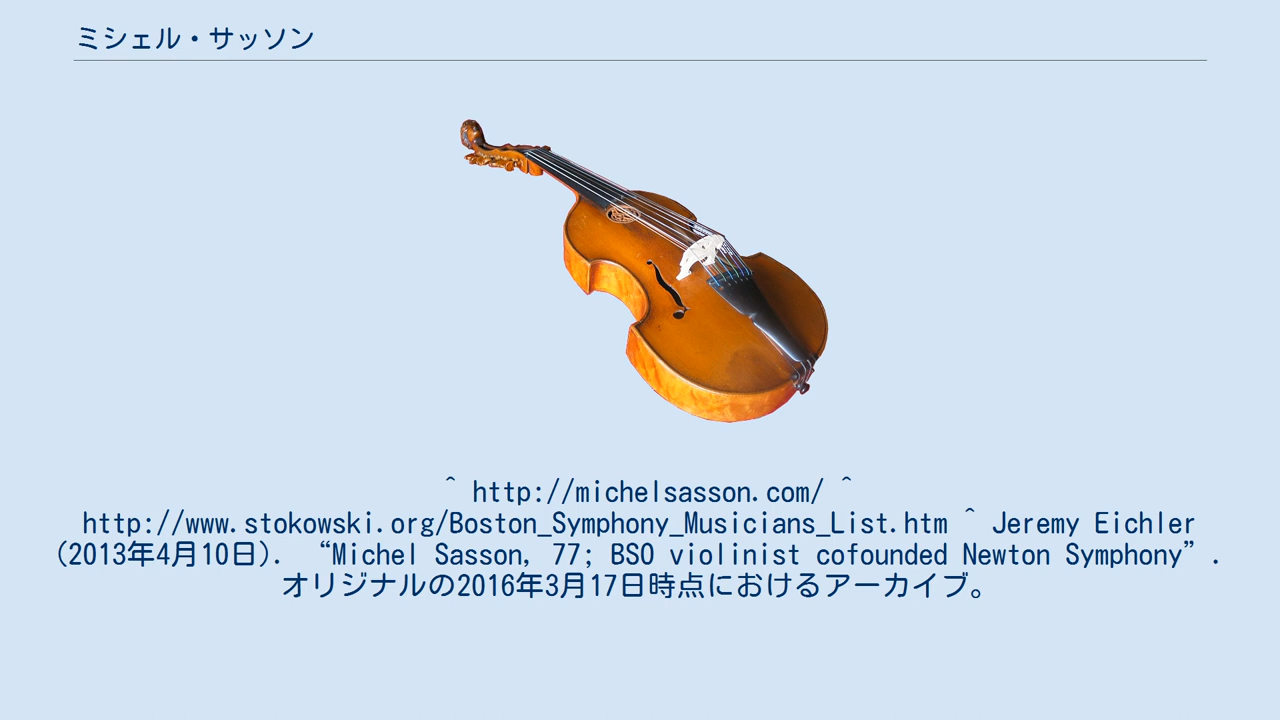 ミシェル・サッソン
^ http://michelsasson.com/ ^
http://www.stokowski.org/Boston_Symphony_Musicians_List.htm ^ Jeremy Eichler
(2013年4月10日). “Michel Sasson, 77; BSO violinist cofounded Newton Symphony”.
オリジナルの2016年3月17日時点におけるアーカイブ。